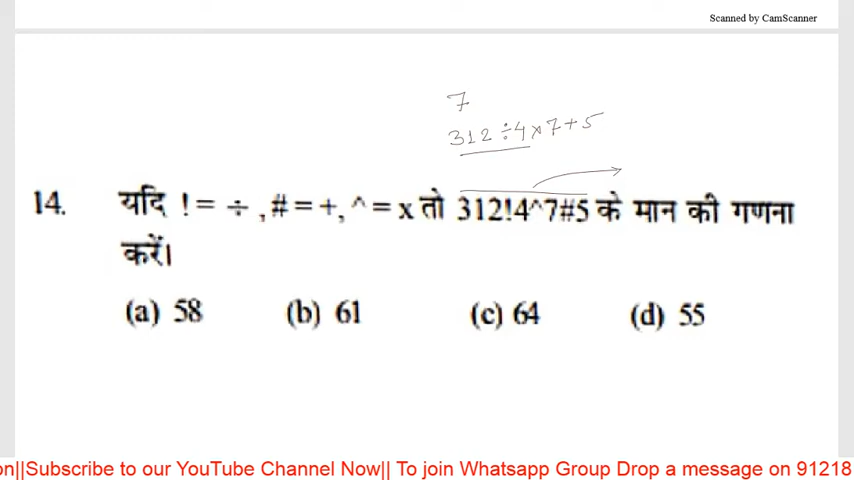 Scanned by CamScanner
7
312 ÷ 4 × 7 + 5
14. यदि ! = ÷ , # = +, ^ = x तो 312!4^7#5 के मान की गणना
करें।
(a) 58 (b) 61 (c) 64 (d) 55
on||Subscribe to our YouTube Channel Now|| To join Whatsapp Group Drop a message on 91218